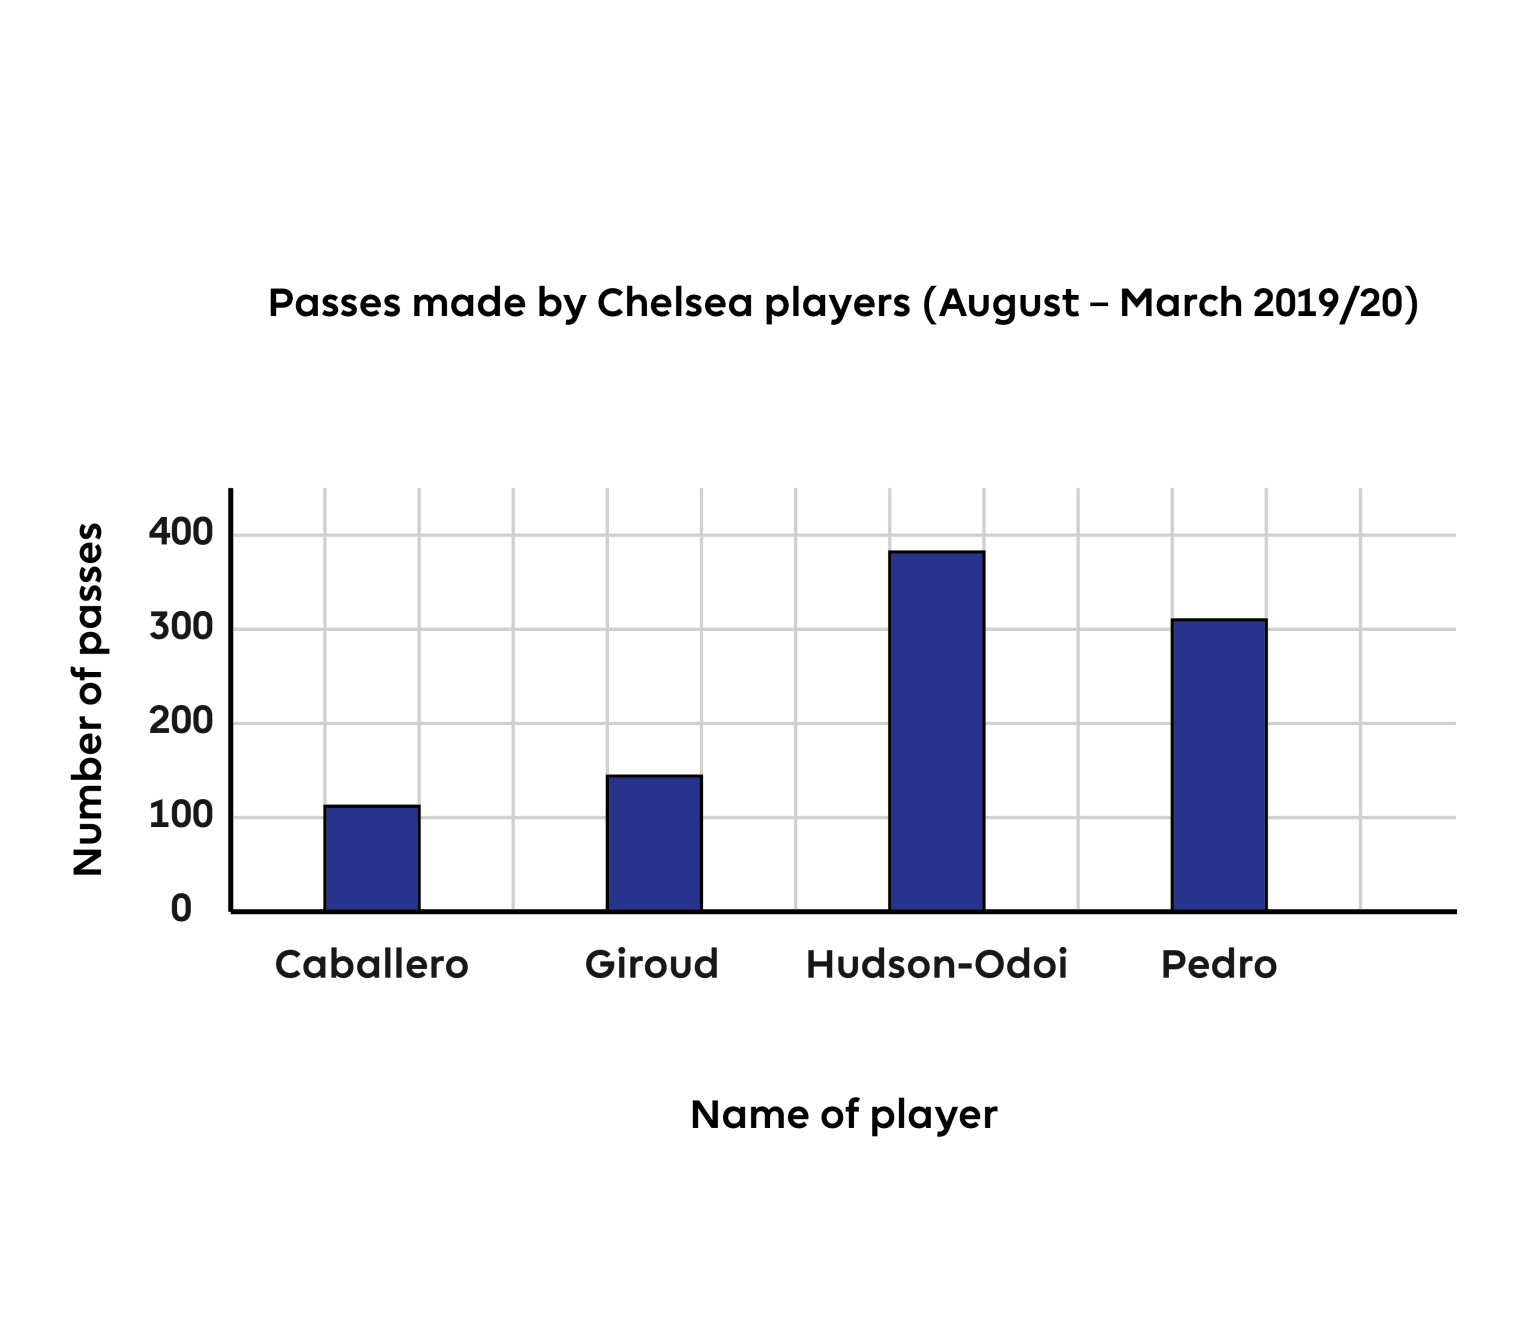 Passes made by Chelsea players (August – March 2019/20)
Number of passes
400
300
200
100
0
Caballero Giroud Hudson-Odoi Pedro
Name of player